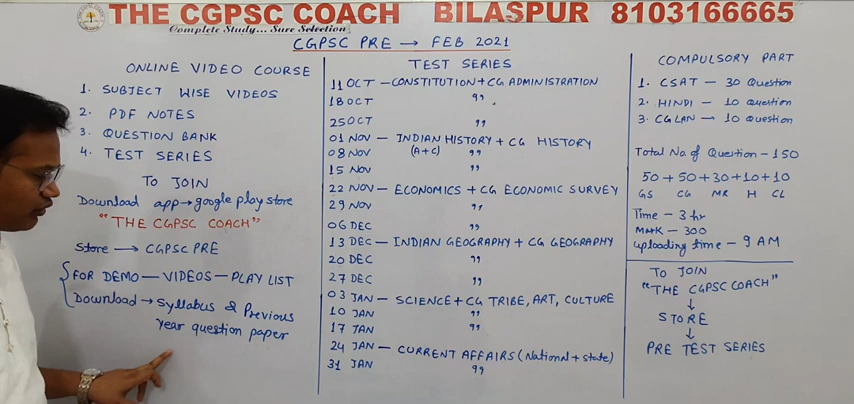 THE CGPSC COACH BILASPUR 8103166665
Complete Study... Sure Selection
CGPSC PRE → FEB 2021
ONLINE VIDEO COURSE
1. SUBJECT WISE VIDEOS
2. PDF NOTES
3. QUESTION BANK
4. TEST SERIES
TO JOIN
Download app → google play store
"THE CGPSC COACH"
Store → CGPSC PRE
FOR DEMO — VIDEOS — PLAY LIST
Download → Syllabus & Previous
Year question paper
TEST SERIES
11 OCT — CONSTITUTION + CG ADMINISTRATION
18 OCT "
25 OCT "
01 NOV — INDIAN HISTORY + CG HISTORY
08 NOV (A+C) "
15 NOV "
22 NOV — ECONOMICS + CG ECONOMIC SURVEY
29 NOV "
06 DEC "
13 DEC — INDIAN GEOGRAPHY + CG GEOGRAPHY
20 DEC "
27 DEC "
03 JAN — SCIENCE + CG TRIBE, ART, CULTURE
10 JAN "
17 JAN "
24 JAN — CURRENT AFFAIRS (National + state)
31 JAN "
COMPULSORY PART
1. CSAT — 30 Question
2. HINDI — 10 Question
3. CG LAN — 10 Question
Total No. of Question - 150
50 + 50 + 30 + 10 + 10
GS CG MR H CL
Time — 3 hr
Mark — 300
Uploading time — 9 AM
TO JOIN
"THE CGPSC COACH"
↓
STORE
↓
PRE TEST SERIES